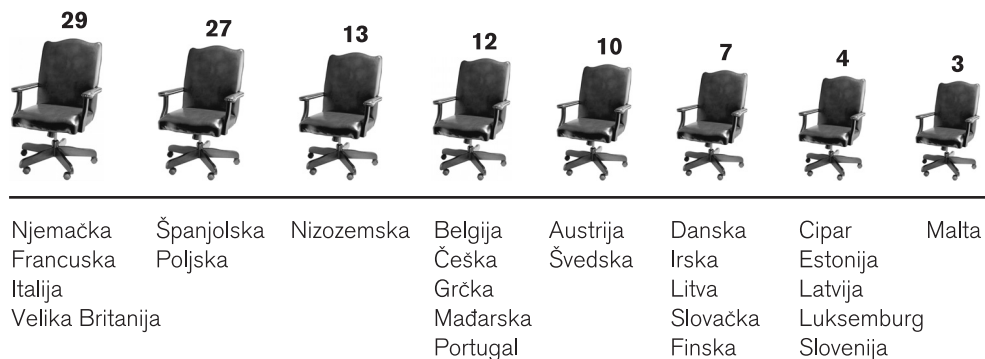 29 27 13 12 10 7 4 3
Njemačka Španjolska Nizozemska Belgija Austrija Danska Cipar Malta
Francuska Poljska Češka Švedska Irska Estonija
Italija Grčka Litva Latvija
Velika Britanija Mađarska Slovačka Luksemburg
Portugal Finska Slovenija